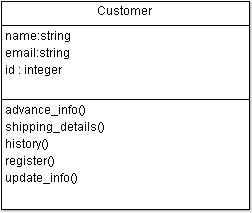 Customer
name:string
email:string
id : integer
advance_info()
shipping_details()
history()
register()
update_info()